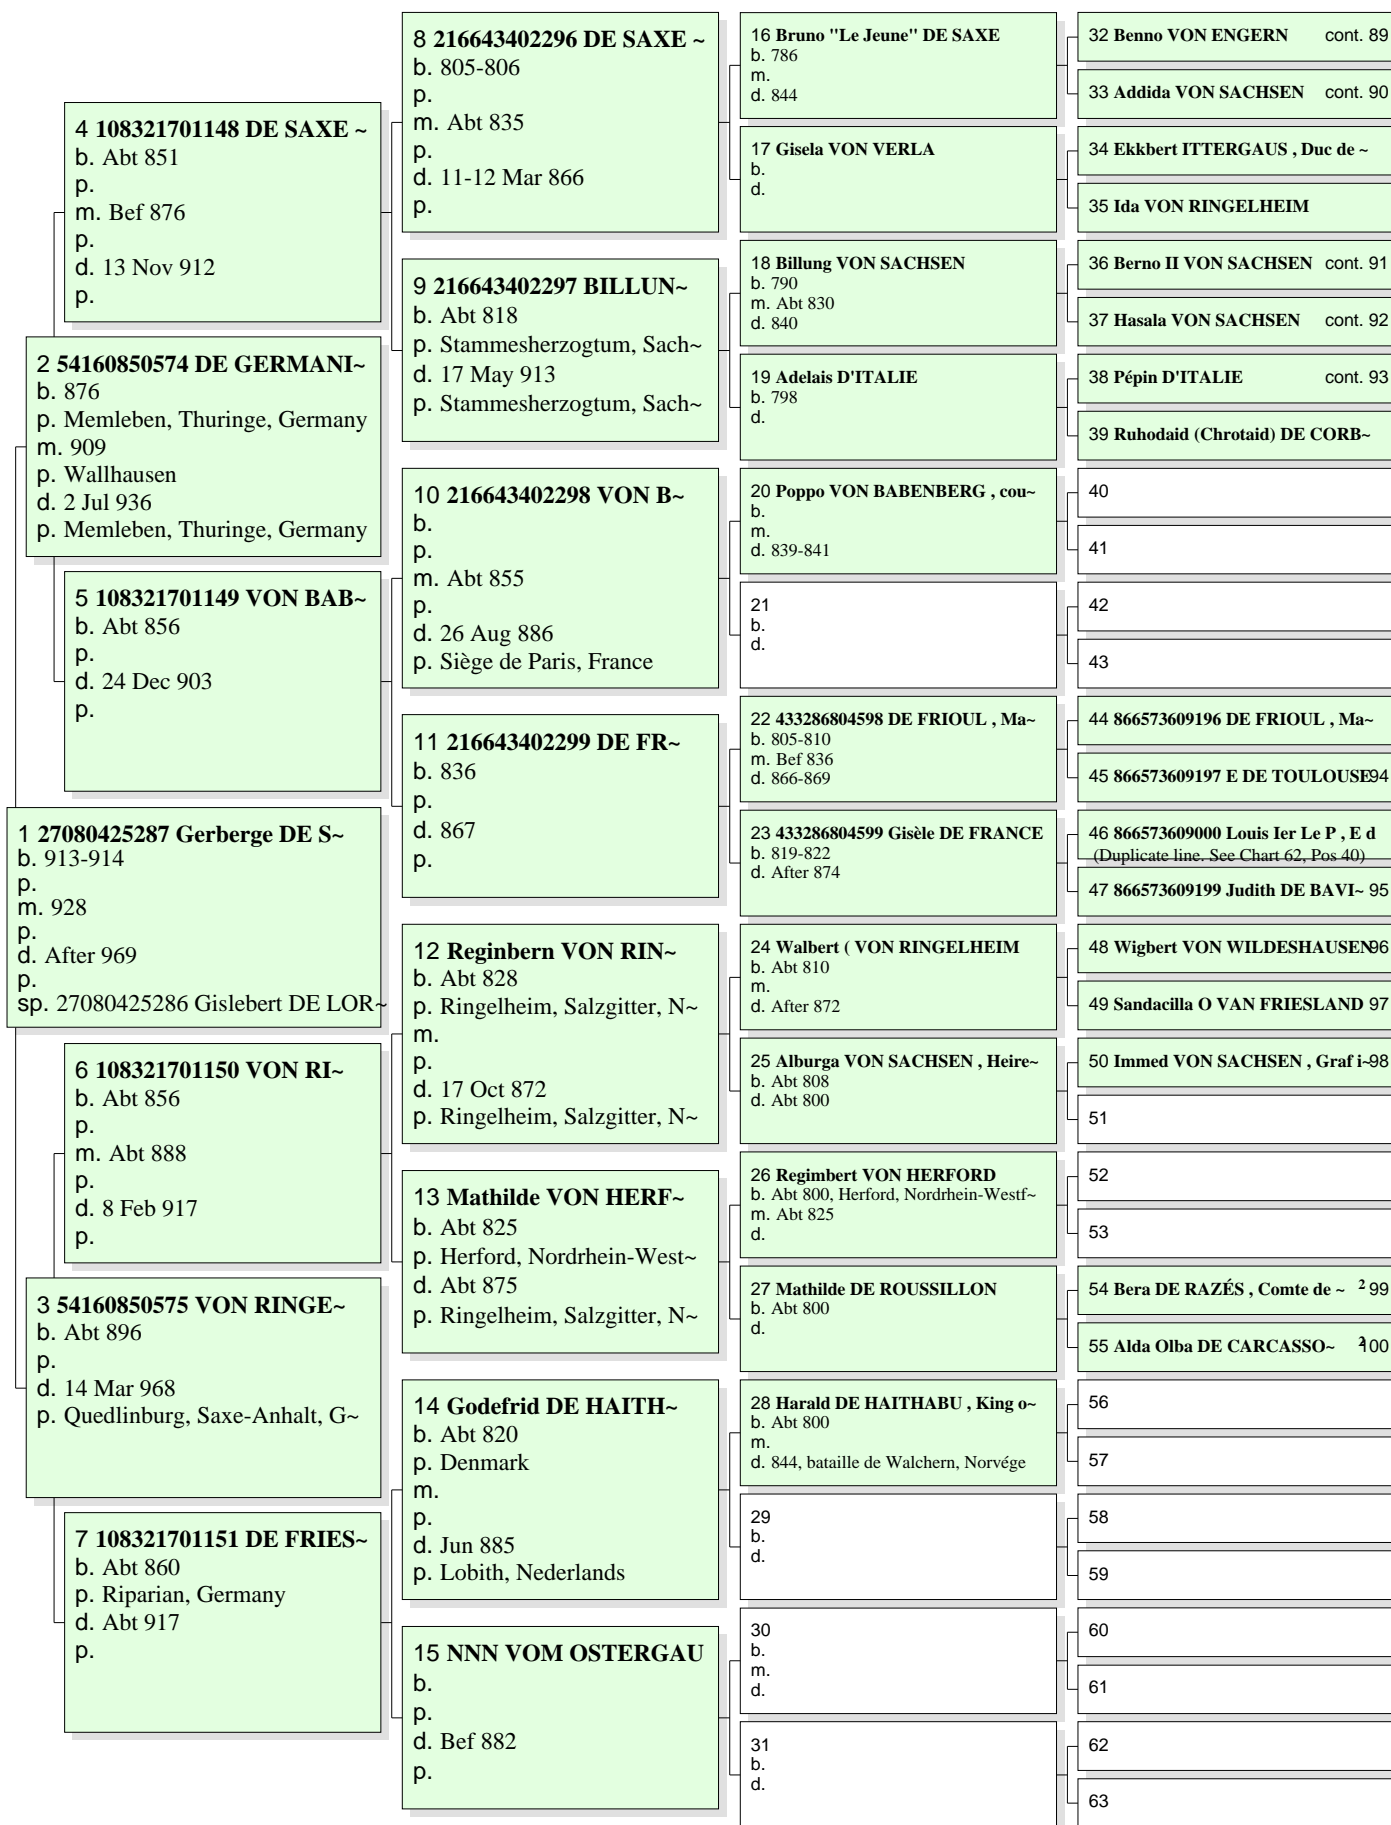 1 27080425287 Gerberge DE S~
b. 913-914
p.
m. 928
p.
d. After 969
p.
sp. 27080425286 Gislebert DE LOR~
2 54160850574 DE GERMANI~
b. 876
p. Memleben, Thuringe, Germany
m. 909
p. Wallhausen
d. 2 Jul 936
p. Memleben, Thuringe, Germany
3 54160850575 VON RINGE~
b. Abt 896
p.
d. 14 Mar 968
p. Quedlinburg, Saxe-Anhalt, G~
4 108321701148 DE SAXE ~
b. Abt 851
p.
m. Bef 876
p.
d. 13 Nov 912
p.
5 108321701149 VON BAB~
b. Abt 856
p.
d. 24 Dec 903
p.
6 108321701150 VON RI~
b. Abt 856
p.
m. Abt 888
p.
d. 8 Feb 917
p.
7 108321701151 DE FRIES~
b. Abt 860
p. Riparian, Germany
d. Abt 917
p.
8 216643402296 DE SAXE ~
b. 805-806
p.
m. Abt 835
p.
d. 11-12 Mar 866
p.
9 216643402297 BILLUN~
b. Abt 818
p. Stammesherzogtum, Sach~
d. 17 May 913
p. Stammesherzogtum, Sach~
10 216643402298 VON B~
b.
p.
m. Abt 855
p.
d. 26 Aug 886
p. Siège de Paris, France
11 216643402299 DE FR~
b. 836
p.
d. 867
p.
12 Reginbern VON RIN~
b. Abt 828
p. Ringelheim, Salzgitter, N~
m.
p.
d. 17 Oct 872
p. Ringelheim, Salzgitter, N~
13 Mathilde VON HERF~
b. Abt 825
p. Herford, Nordrhein-West~
d. Abt 875
p. Ringelheim, Salzgitter, N~
14 Godefrid DE HAITH~
b. Abt 820
p. Denmark
m.
p.
d. Jun 885
p. Lobith, Nederlands
15 NNN VOM OSTERGAU
b.
p.
d. Bef 882
p.
16 Bruno "Le Jeune" DE SAXE
b. 786
m.
d. 844
17 Gisela VON VERLA
b.
d.
18 Billung VON SACHSEN
b. 790
m. Abt 830
d. 840
19 Adelais D'ITALIE
b. 798
d.
20 Poppo VON BABENBERG , cou~
b.
m.
d. 839-841
21
b.
d.
22 433286804598 DE FRIOUL , Ma~
b. 805-810
m. Bef 836
d. 866-869
23 433286804599 Gisèle DE FRANCE
b. 819-822
d. After 874
24 Walbert ( VON RINGELHEIM
b. Abt 810
m.
d. After 872
25 Alburga VON SACHSEN , Heire~
b. Abt 808
d. Abt 800
26 Regimbert VON HERFORD
b. Abt 800, Herford, Nordrhein-Westf~
m. Abt 825
d.
27 Mathilde DE ROUSSILLON
b. Abt 800
d.
28 Harald DE HAITHABU , King o~
b. Abt 800
m.
d. 844, bataille de Walchern, Norvége
29
b.
d.
30
b.
m.
d.
31
b.
d.
32 Benno VON ENGERN cont. 89
33 Addida VON SACHSEN cont. 90
34 Ekkbert ITTERGAUS , Duc de ~
35 Ida VON RINGELHEIM
36 Berno II VON SACHSEN cont. 91
37 Hasala VON SACHSEN cont. 92
38 Pépin D'ITALIE cont. 93
39 Ruhodaid (Chrotaid) DE CORB~
40
41
42
43
44 866573609196 DE FRIOUL , Ma~
45 866573609197 E DE TOULOUSE 94
46 866573609000 Louis Ier Le P , E d
(Duplicate line. See Chart 62, Pos 40)
47 866573609199 Judith DE BAVI~ 95
48 Wigbert VON WILDESHAUSEN 96
49 Sandacilla O VAN FRIESLAND 97
50 Immed VON SACHSEN , Graf i~ 98
51
52
53
54 Bera DE RAZÉS , Comte de ~ 2 99
55 Alda Olba DE CARCASSO~ 2 100
56
57
58
59
60
61
62
63